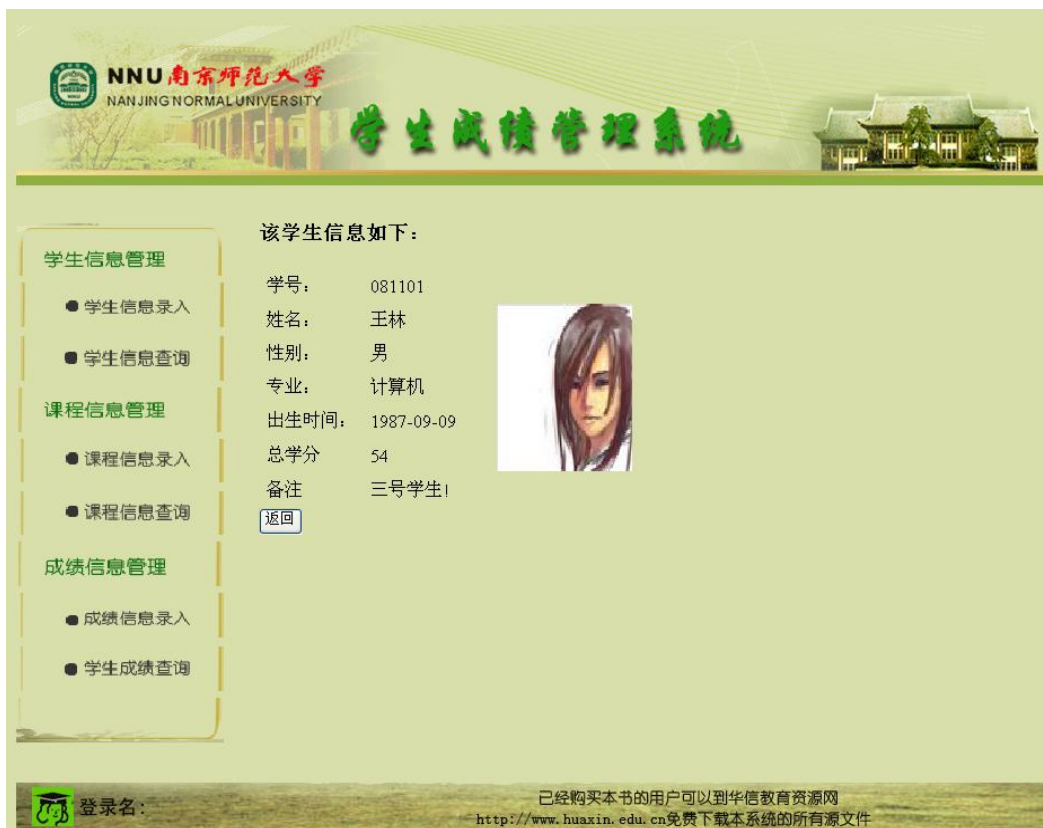 NNU南京师范大学
NANJING NORMAL UNIVERSITY
学生成绩管理系统
学生信息管理
学生信息录入
学生信息查询
课程信息管理
课程信息录入
课程信息查询
成绩信息管理
成绩信息录入
学生成绩查询
该学生信息如下：
学号： 081101
姓名： 王林
性别： 男
专业： 计算机
出生时间： 1987-09-09
总学分 54
备注 三号学生!
返回
登录名：
已经购买本书的用户可以到华信教育资源网
http://www.huaxin.edu.cn免费下载本系统的所有源文件